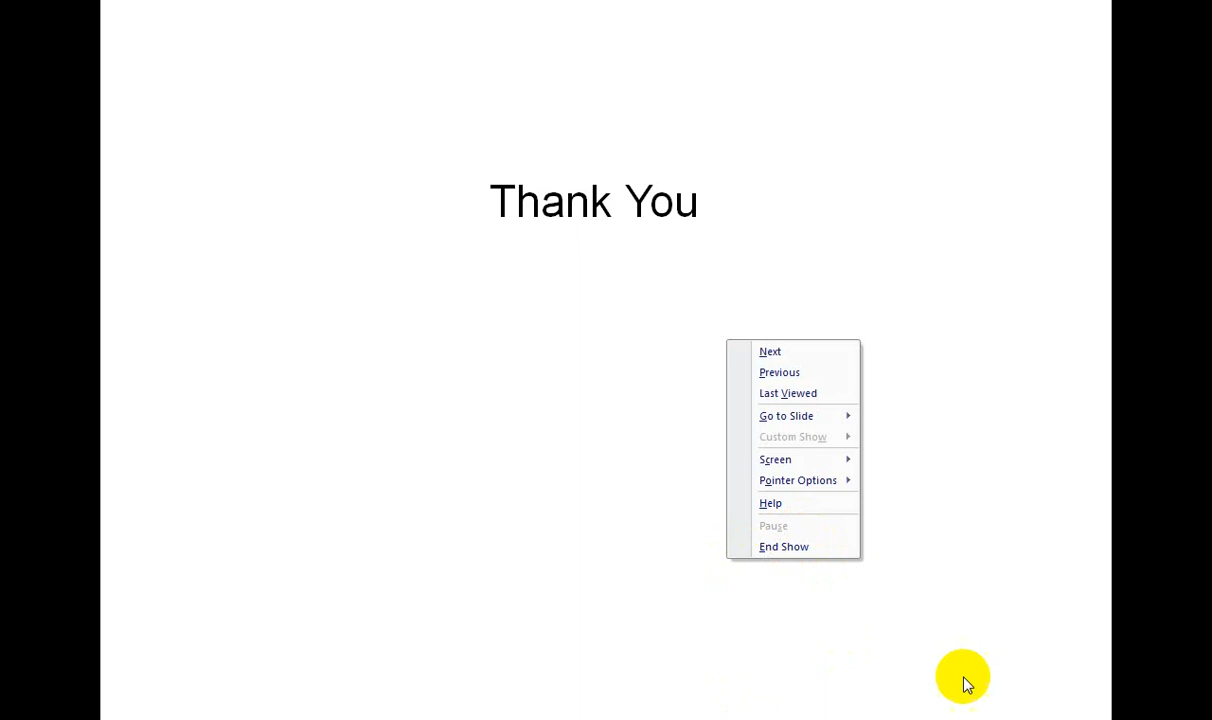 Thank You
Next
Previous
Last Viewed
Go to Slide
Custom Show
Screen
Pointer Options
Help
Pause
End Show